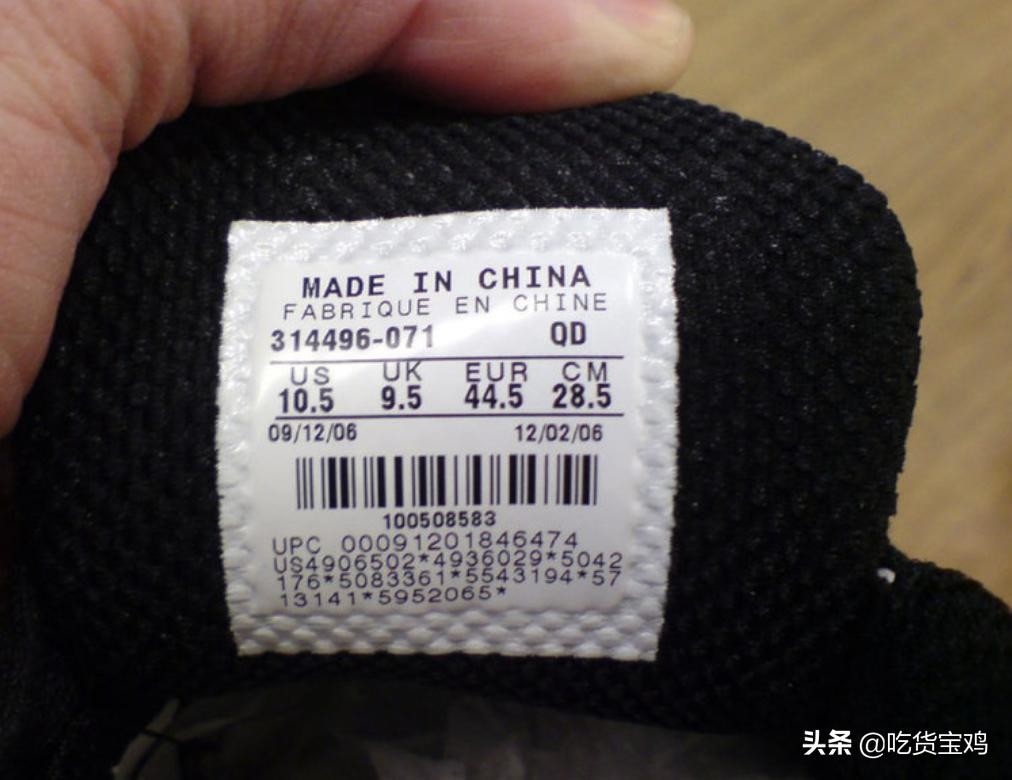 MADE IN CHINA
FABRIQUE EN CHINE
314496-071 QD
US UK EUR CM
10.5 9.5 44.5 28.5
09/12/06 12/02/06
100508583
UPC 00091201846474
US4906502*4936029*5042
176*5083361*5543194*57
13141*5952065*
头条 @吃货宝鸡